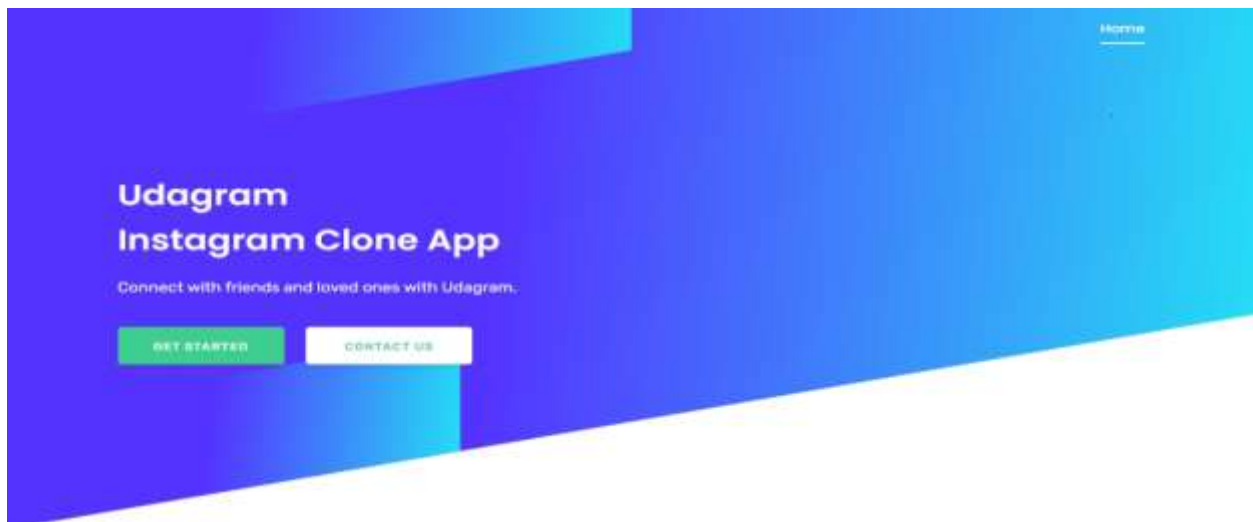 Home
Udagram
Instagram Clone App
Connect with friends and loved ones with Udagram.
GET STARTED
CONTACT US